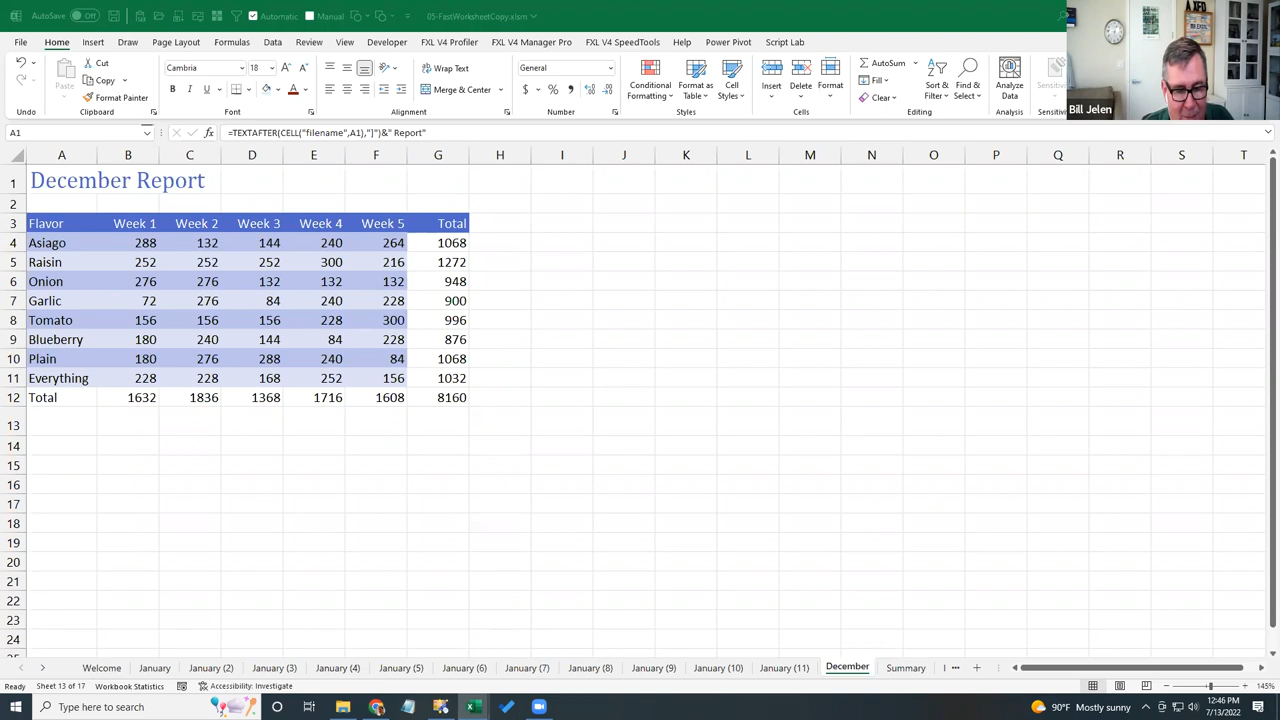 AutoSave Off Automatic Manual 05-FastWorksheetCopy.xlsm
File Home Insert Draw Page Layout Formulas Data Review View Developer FXL V4 Profiler FXL V4 Manager Pro FXL V4 SpeedTools Help Power Pivot Script Lab
Paste Cut Copy Format Painter
Cambria 18 Wrap Text Merge & Center
General
Conditional Formatting Format as Table Cell Styles Insert Delete Format
AutoSum Fill Clear Sort & Filter Find & Select Analyze Data
Undo Clipboard Font Alignment Number Styles Cells Editing Analysis
Bill Jelen
A1 =TEXTAFTER(CELL("filename",A1),"]")&" Report"
A B C D E F G H I J K L M N O P Q R S T
1 December Report
2
3 Flavor Week 1 Week 2 Week 3 Week 4 Week 5 Total
4 Asiago 288 132 144 240 264 1068
5 Raisin 252 252 252 300 216 1272
6 Onion 276 276 132 132 132 948
7 Garlic 72 276 84 240 228 900
8 Tomato 156 156 156 228 300 996
9 Blueberry 180 240 144 84 228 876
10 Plain 180 276 288 240 84 1068
11 Everything 228 228 168 252 156 1032
12 Total 1632 1836 1368 1716 1608 8160
13
14
15
16
17
18
19
20
21
22
23
24
Welcome January January (2) January (3) January (4) January (5) January (6) January (7) January (8) January (9) January (10) January (11) December Summary
Ready Sheet 13 of 17 Workbook Statistics Accessibility: Investigate 145%
Type here to search 90°F Mostly sunny 12:46 PM
7/13/2022